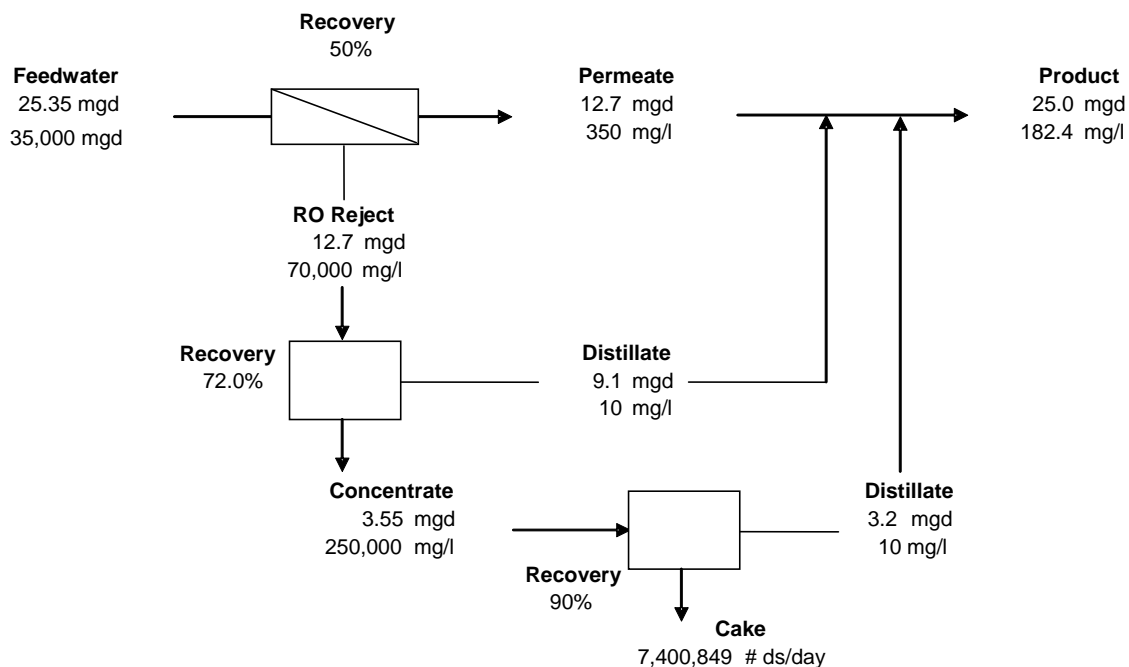 Recovery
50%
Feedwater
25.35 mgd
35,000 mgd
Permeate
12.7 mgd
350 mg/l
Product
25.0 mgd
182.4 mg/l
RO Reject
12.7 mgd
70,000 mg/l
Recovery
72.0%
Distillate
9.1 mgd
10 mg/l
Concentrate
3.55 mgd
250,000 mg/l
Distillate
3.2 mgd
10 mg/l
Recovery
90%
Cake
7,400,849 # ds/day